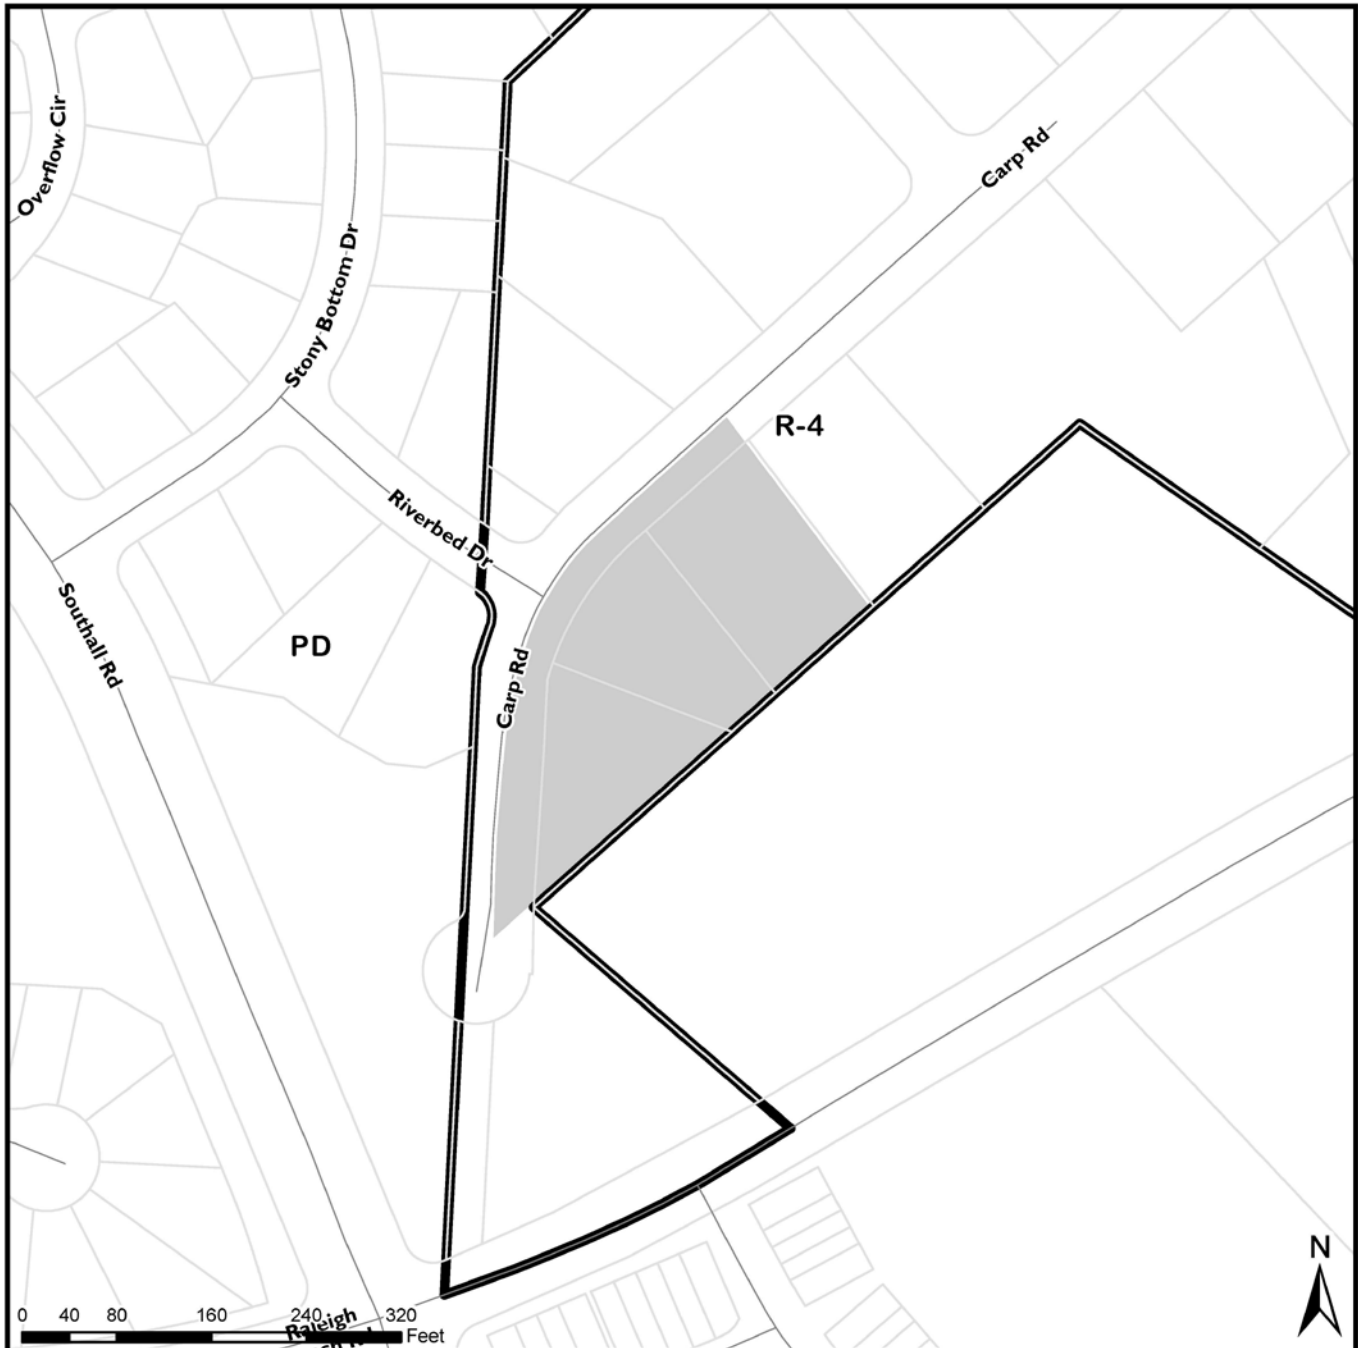 Overflow Cir
Stony Bottom Dr
Carp Rd
R-4
Riverbed Dr
Southall Rd
PD
Carp Rd
N
0 40 80 160 240 320
Feet
Raleigh